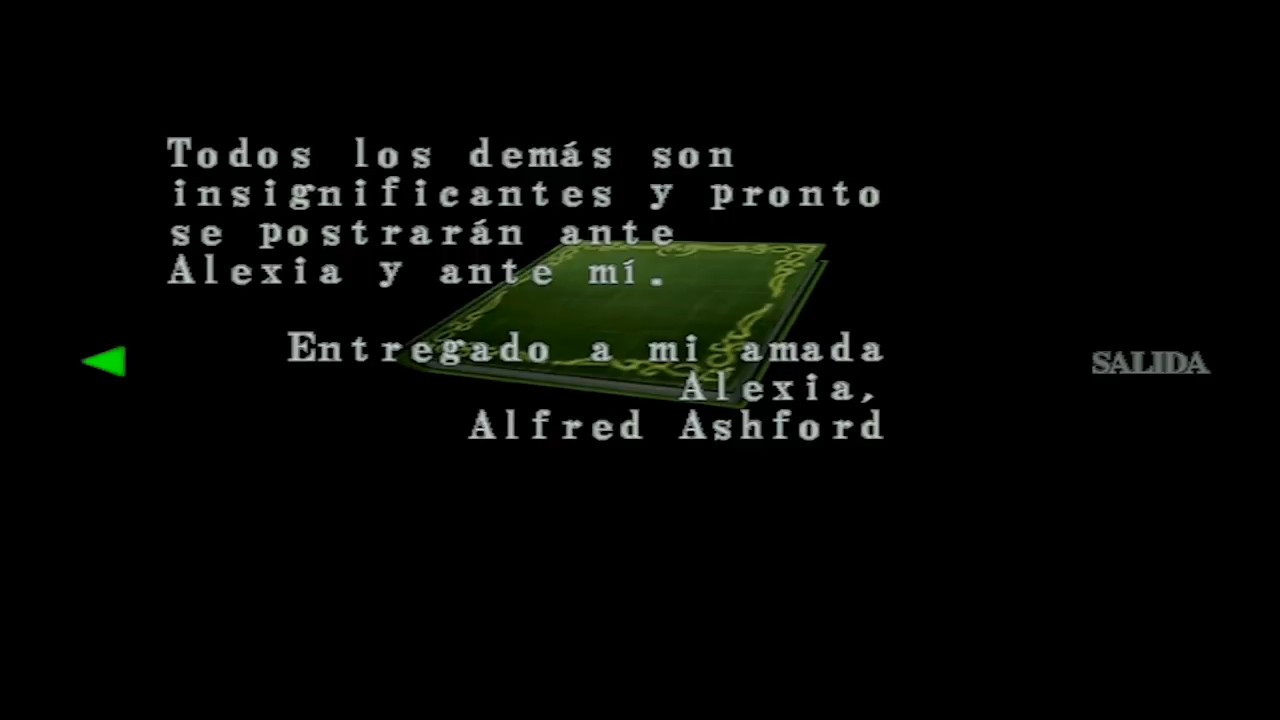 Todos los demás son
insignificantes y pronto
se postrarán ante
Alexia y ante mí.
Entregado a mi amada
Alexia,
Alfred Ashford
SALIDA